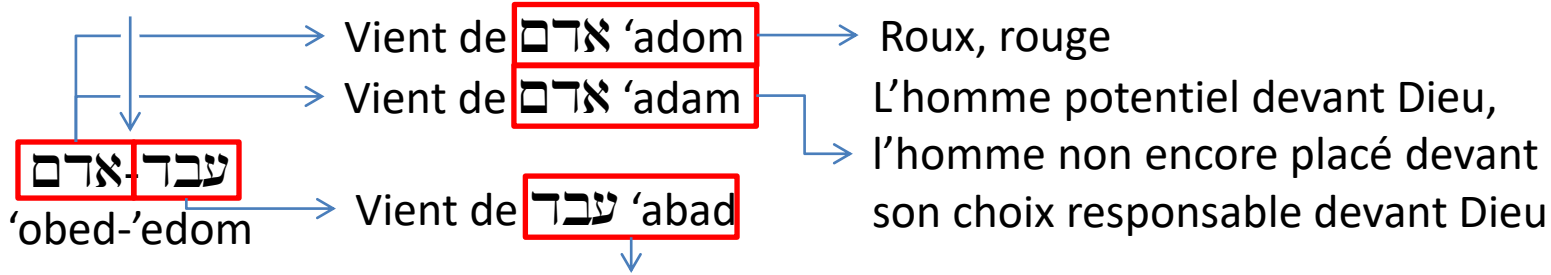 Vient de אדם ‘adom Roux, rouge
Vient de אדם ‘adam L’homme potentiel devant Dieu,
l’homme non encore placé devant
son choix responsable devant Dieu
עבד-אדם
‘obed-’edom
Vient de עבד ‘abad